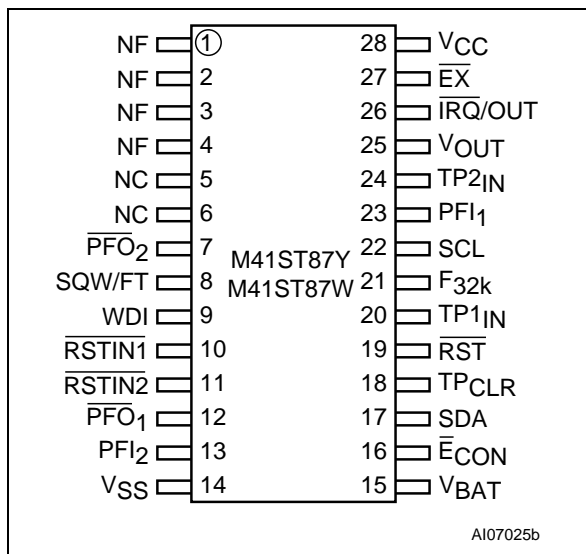 NF 1 28 VCC
NF 2 27 EX
NF 3 26 IRQ/OUT
NF 4 25 VOUT
NC 5 24 TP2IN
NC 6 23 PFI1
PFO2 7 22 SCL
M41ST87Y
SQW/FT 8 21 F32k
M41ST87W
WDI 9 20 TP1IN
RSTIN1 10 19 RST
RSTIN2 11 18 TPCLR
PFO1 12 17 SDA
PFI2 13 16 ECON
VSS 14 15 VBAT
AI07025b